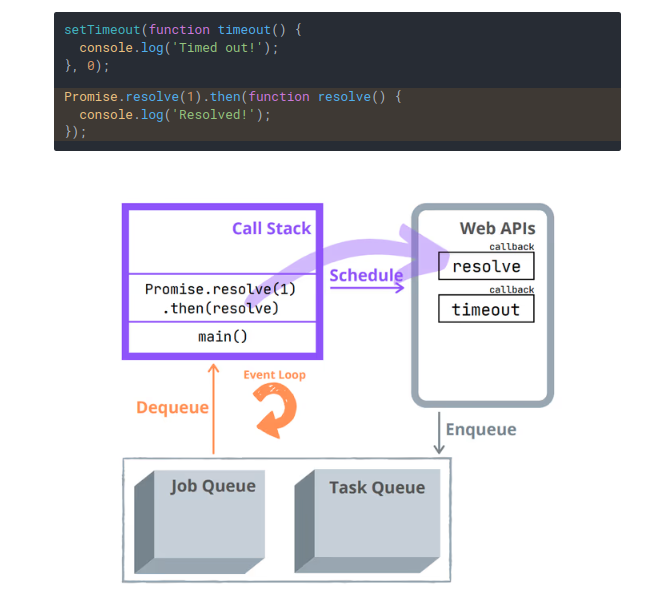 setTimeout(function timeout() {
  console.log('Timed out!');
}, 0);
Promise.resolve(1).then(function resolve() {
  console.log('Resolved!');
});
Call Stack
Promise.resolve(1)
.then(resolve)
main()
Schedule
Web APIs
callback
resolve
callback
timeout
Event Loop
Dequeue
Enqueue
Job Queue
Task Queue